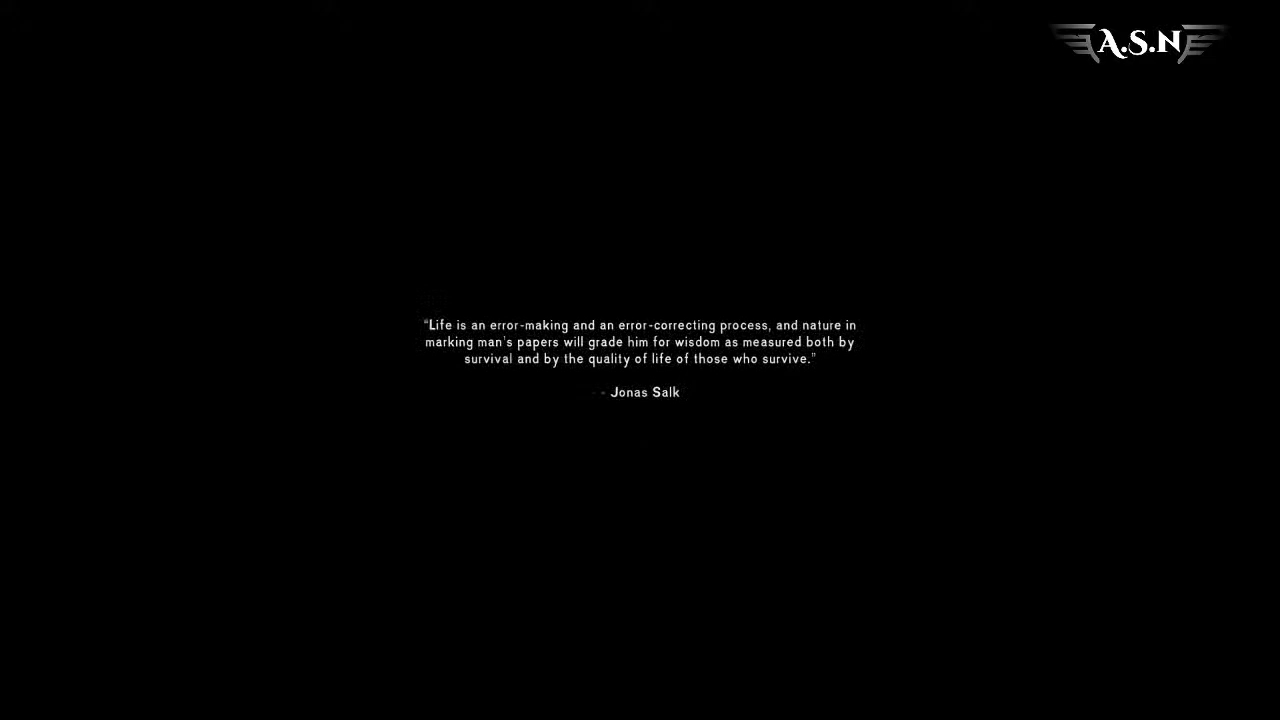 A.S.N
“Life is an error-making and an error-correcting process, and nature in
marking man's papers will grade him for wisdom as measured both by
survival and by the quality of life of those who survive.”
- Jonas Salk